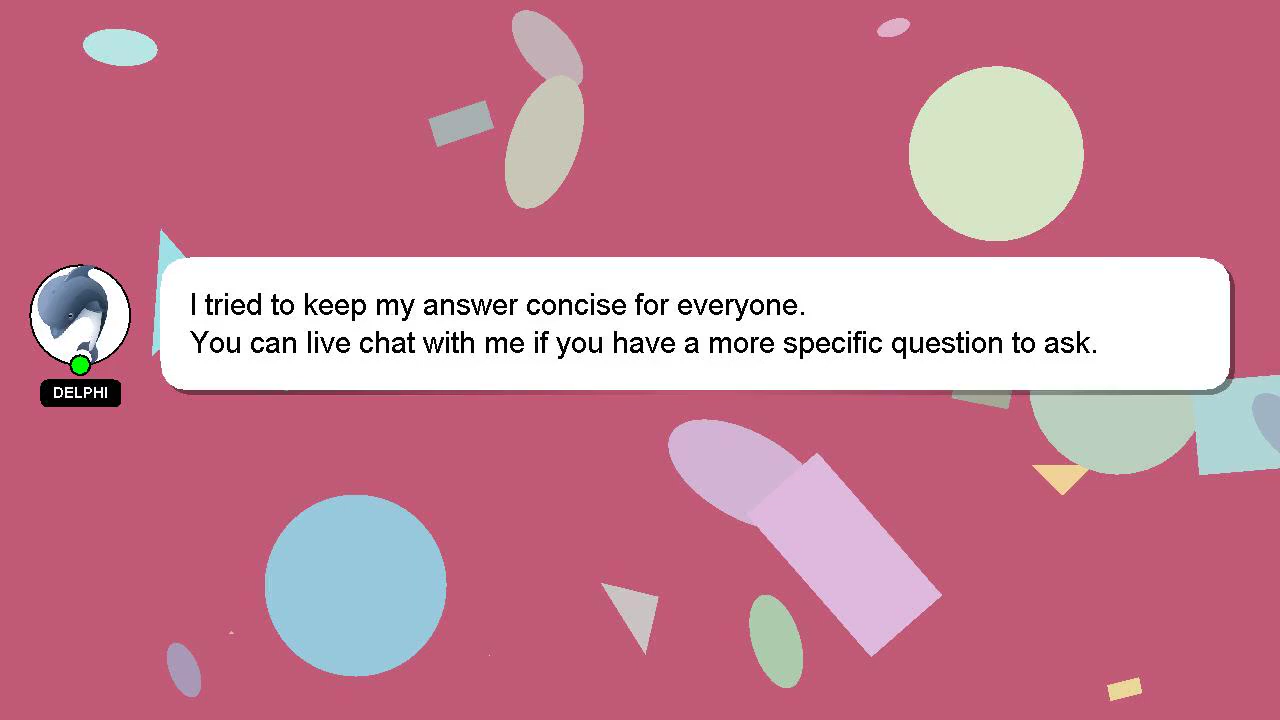 I tried to keep my answer concise for everyone.
You can live chat with me if you have a more specific question to ask.
DELPHI